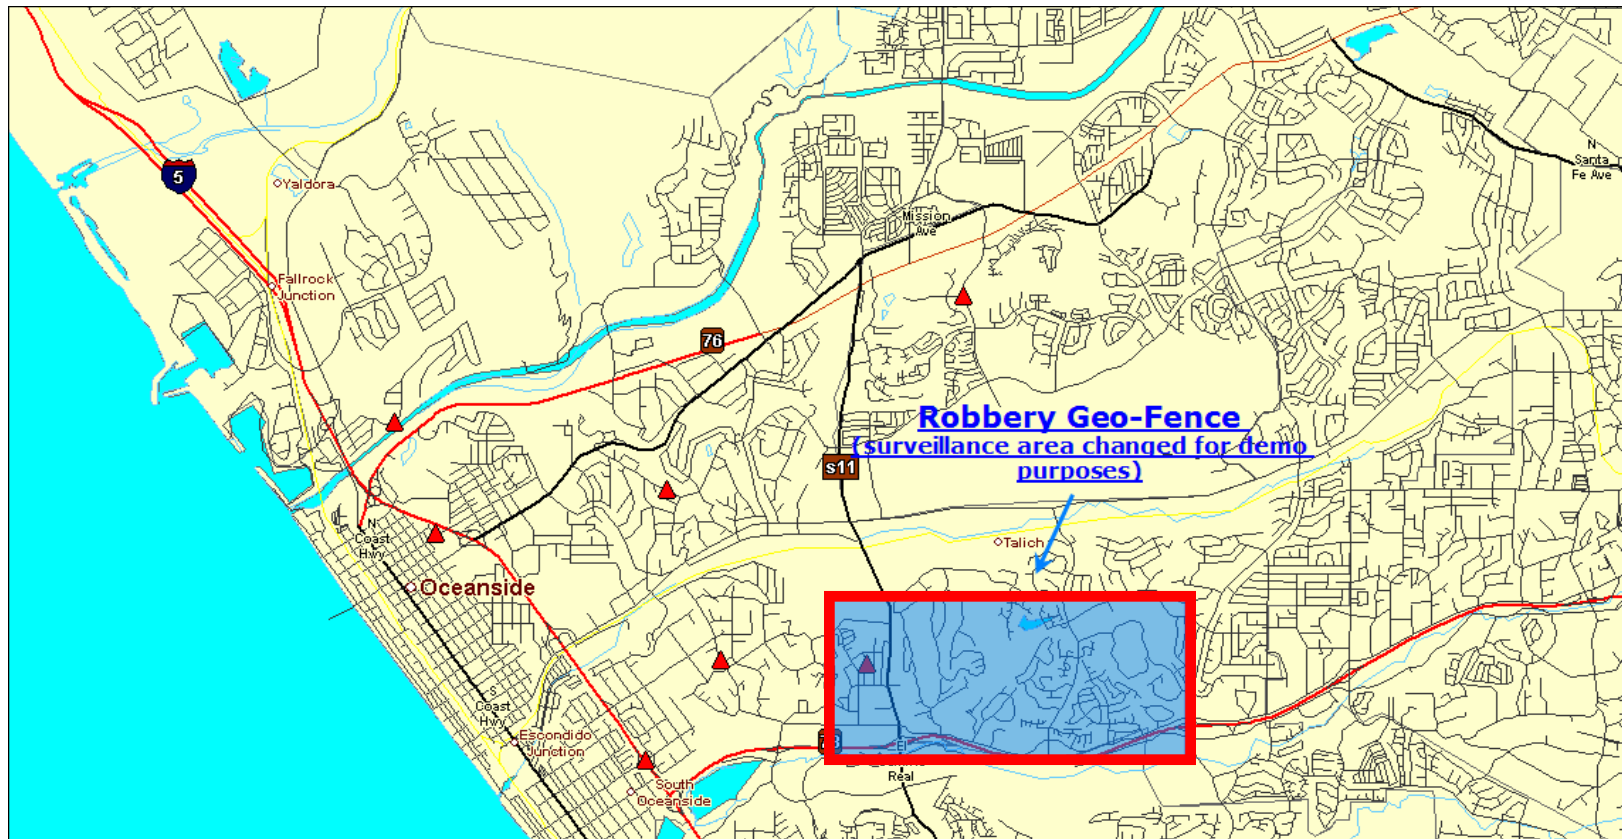 5
Yaldora
N
Santa
Fe Ave
Mission
Ave
Fallrock
Junction
76
Robbery Geo-Fence
(surveillance area changed for demo
purposes)
s11
N
Coast
Hwy
Talich
Oceanside
S
Coast
Hwy
Escondido
Junction
El
Real
South
Oceanside